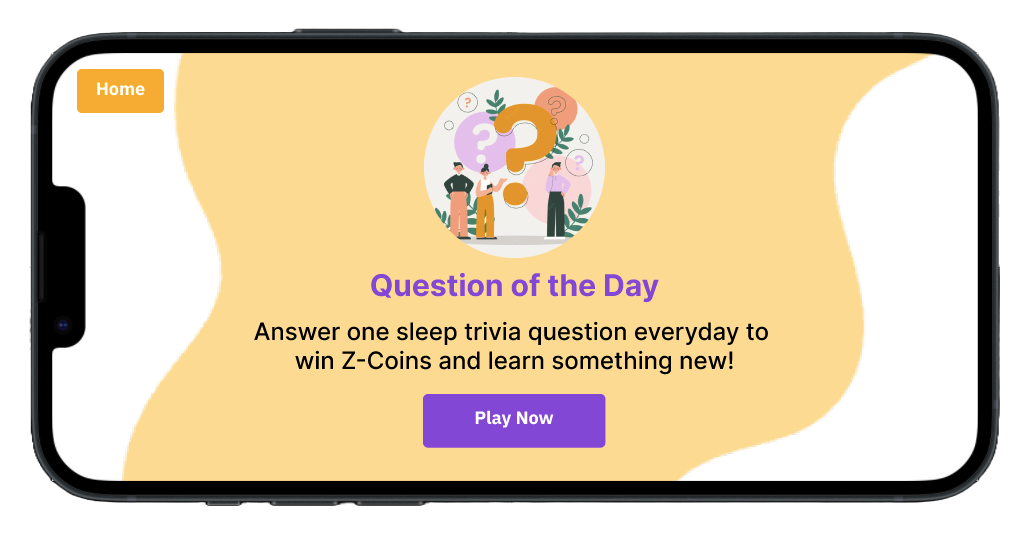 Home
Question of the Day
Answer one sleep trivia question everyday to
win Z-Coins and learn something new!
Play Now